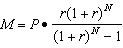 M = P • r(1 + r)^N / (1 + r)^N − 1